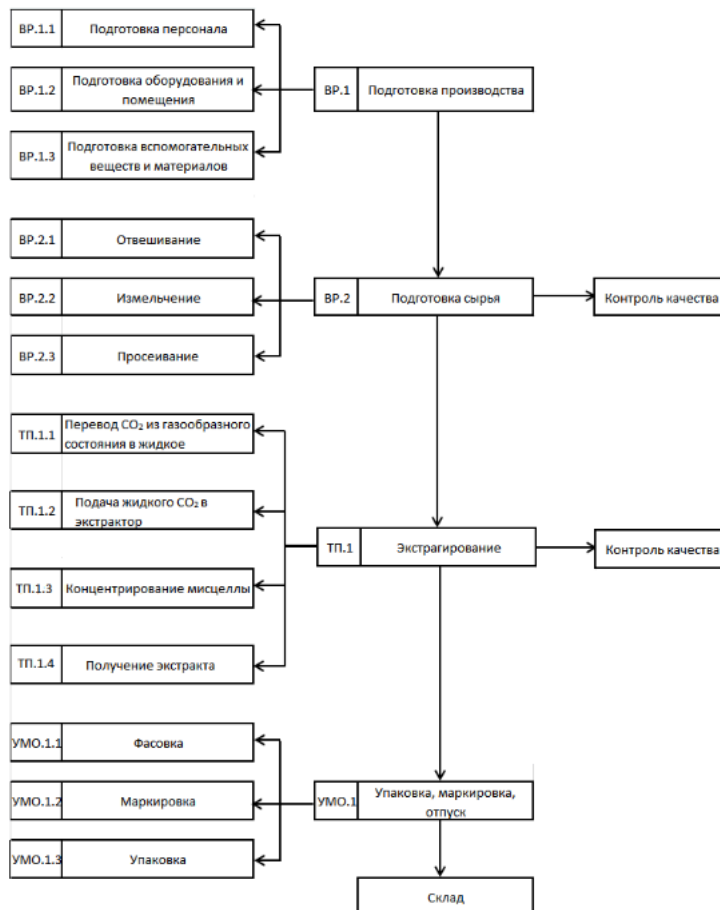 ВР.1.1 Подготовка персонала
ВР.1.2 Подготовка оборудования и
помещения
ВР.1 Подготовка производства
ВР.1.3 Подготовка вспомогательных
веществ и материалов
ВР.2.1 Отвешивание
ВР.2.2 Измельчение
ВР.2 Подготовка сырья
Контроль качества
ВР.2.3 Просеивание
ТП.1.1 Перевод CO₂ из газообразного
состояния в жидкое
ТП.1.2 Подача жидкого CO₂ в
экстрактор
ТП.1 Экстрагирование
Контроль качества
ТП.1.3 Концентрирование мисцеллы
ТП.1.4 Получение экстракта
УМО.1.1 Фасовка
УМО.1.2 Маркировка
УМО.1 Упаковка, маркировка,
отпуск
УМО.1.3 Упаковка
Склад